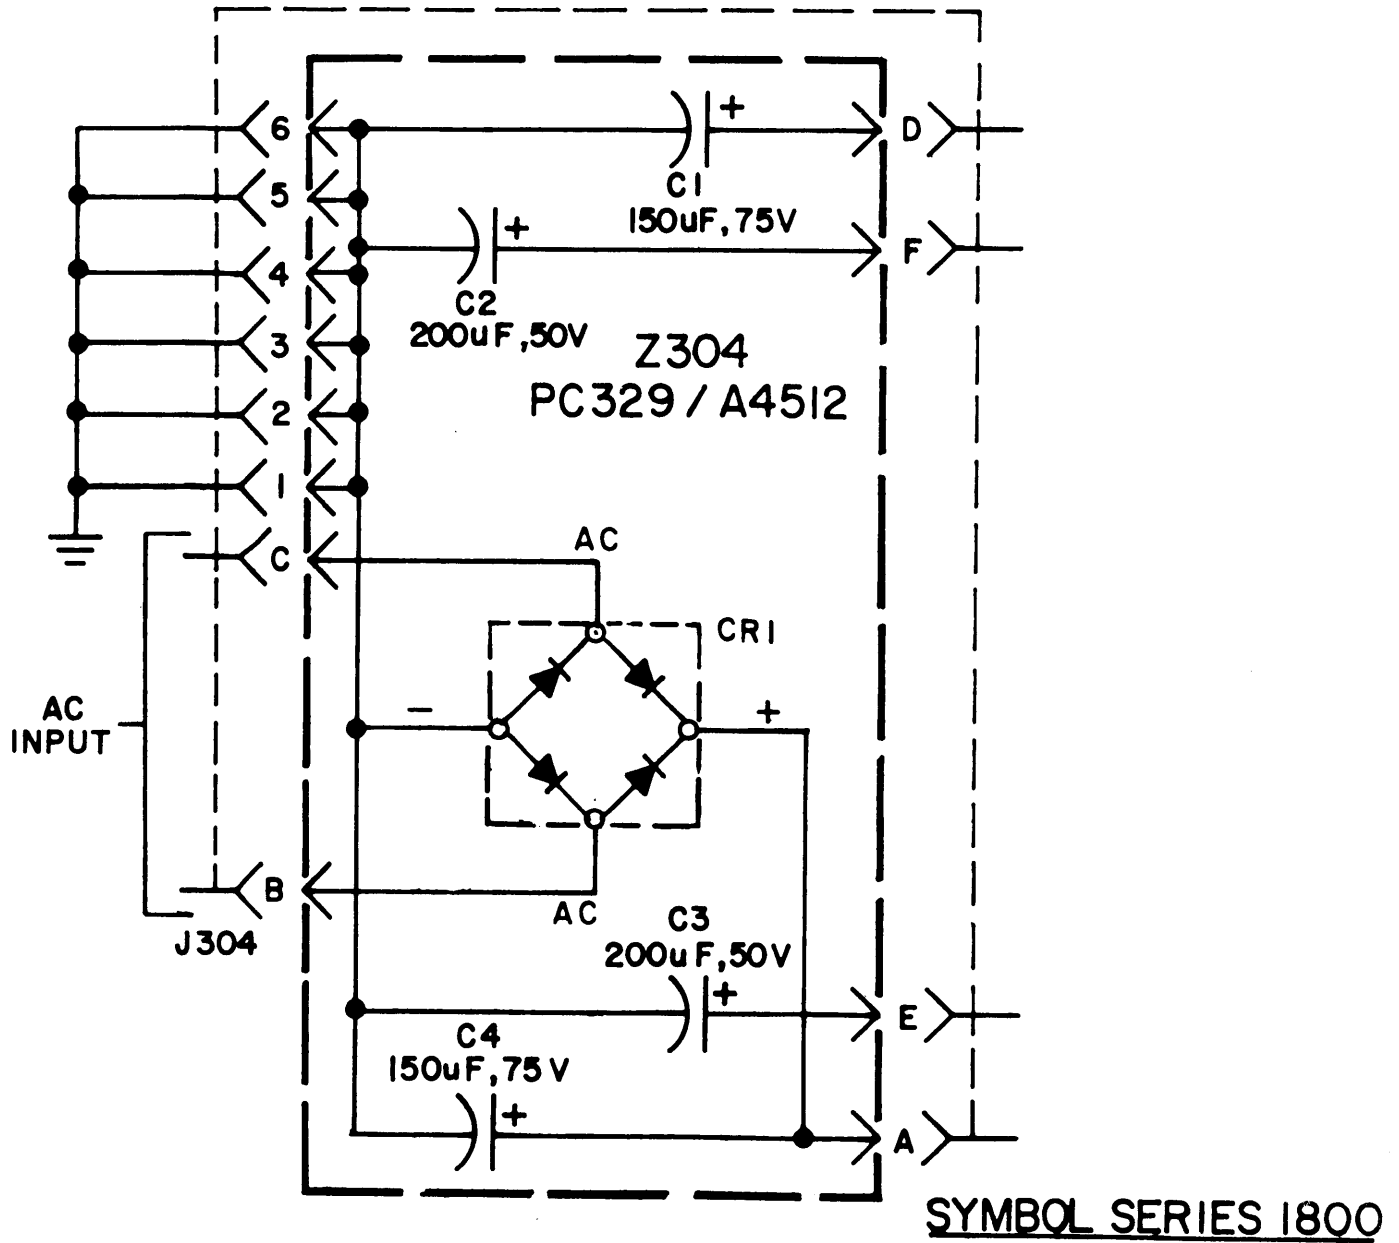 6
+
D
5
C1
150uF,75V
+
F
4
C2
200uF,50V
3
Z304
PC329/A4512
2
1
C
AC
CR1
AC
INPUT
-
+
B
AC
J304
C3
200uF,50V
+
E
C4
150uF,75V
+
A
SYMBOL SERIES 1800